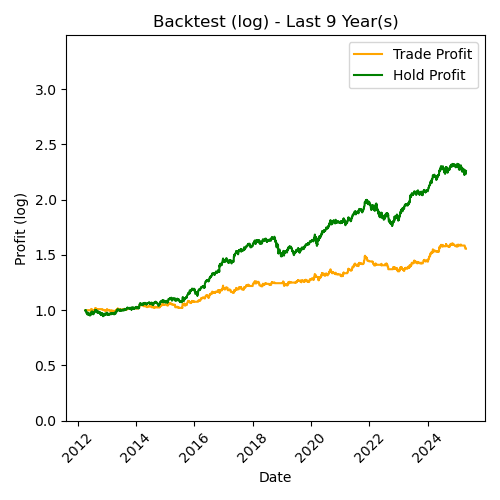 Backtest (log) - Last 9 Year(s)
Trade Profit
Hold Profit
Profit (log)
3.0
2.5
2.0
1.5
1.0
0.5
0.0
2012
2014
2016
2018
2020
2022
2024
Date